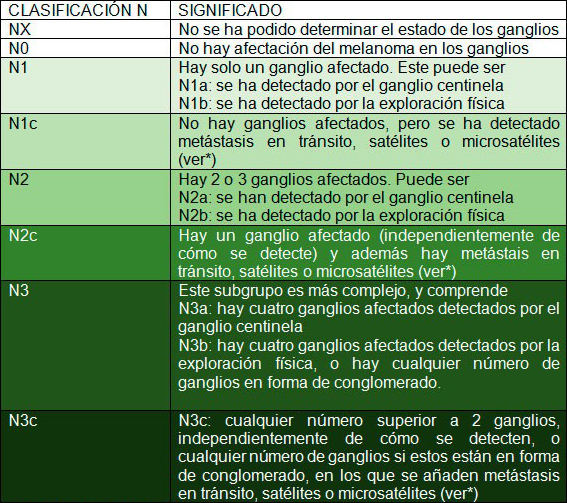 CLASIFICACIÓN N SIGNIFICADO
NX No se ha podido determinar el estado de los ganglios
N0 No hay afectación del melanoma en los ganglios
N1 Hay solo un ganglio afectado. Este puede ser
N1a: se ha detectado por el ganglio centinela
N1b: se ha detectado por la exploración física
N1c No hay ganglios afectados, pero se ha detectado
metástasis en tránsito, satélites o microsatélites
(ver*)
N2 Hay 2 o 3 ganglios afectados. Puede ser
N2a: se han detectado por el ganglio centinela
N2b: se ha detectado por la exploración física
N2c Hay un ganglio afectado (independientemente de
cómo se detecte) y además hay metástais en
tránsito, satélites o microsatélites (ver*)
N3 Este subgrupo es más complejo, y comprende
N3a: hay cuatro ganglios afectados detectados por el
ganglio centinela
N3b: hay cuatro ganglios afectados detectados por la
exploración física, o hay cualquier número de
ganglios en forma de conglomerado.
N3c N3c: cualquier número superior a 2 ganglios,
independientemente de cómo se detecten, o
cualquier número de ganglios si estos están en forma
de conglomerado, en los que se añaden metástasis
en tránsito, satélites o microsatélites (ver*)